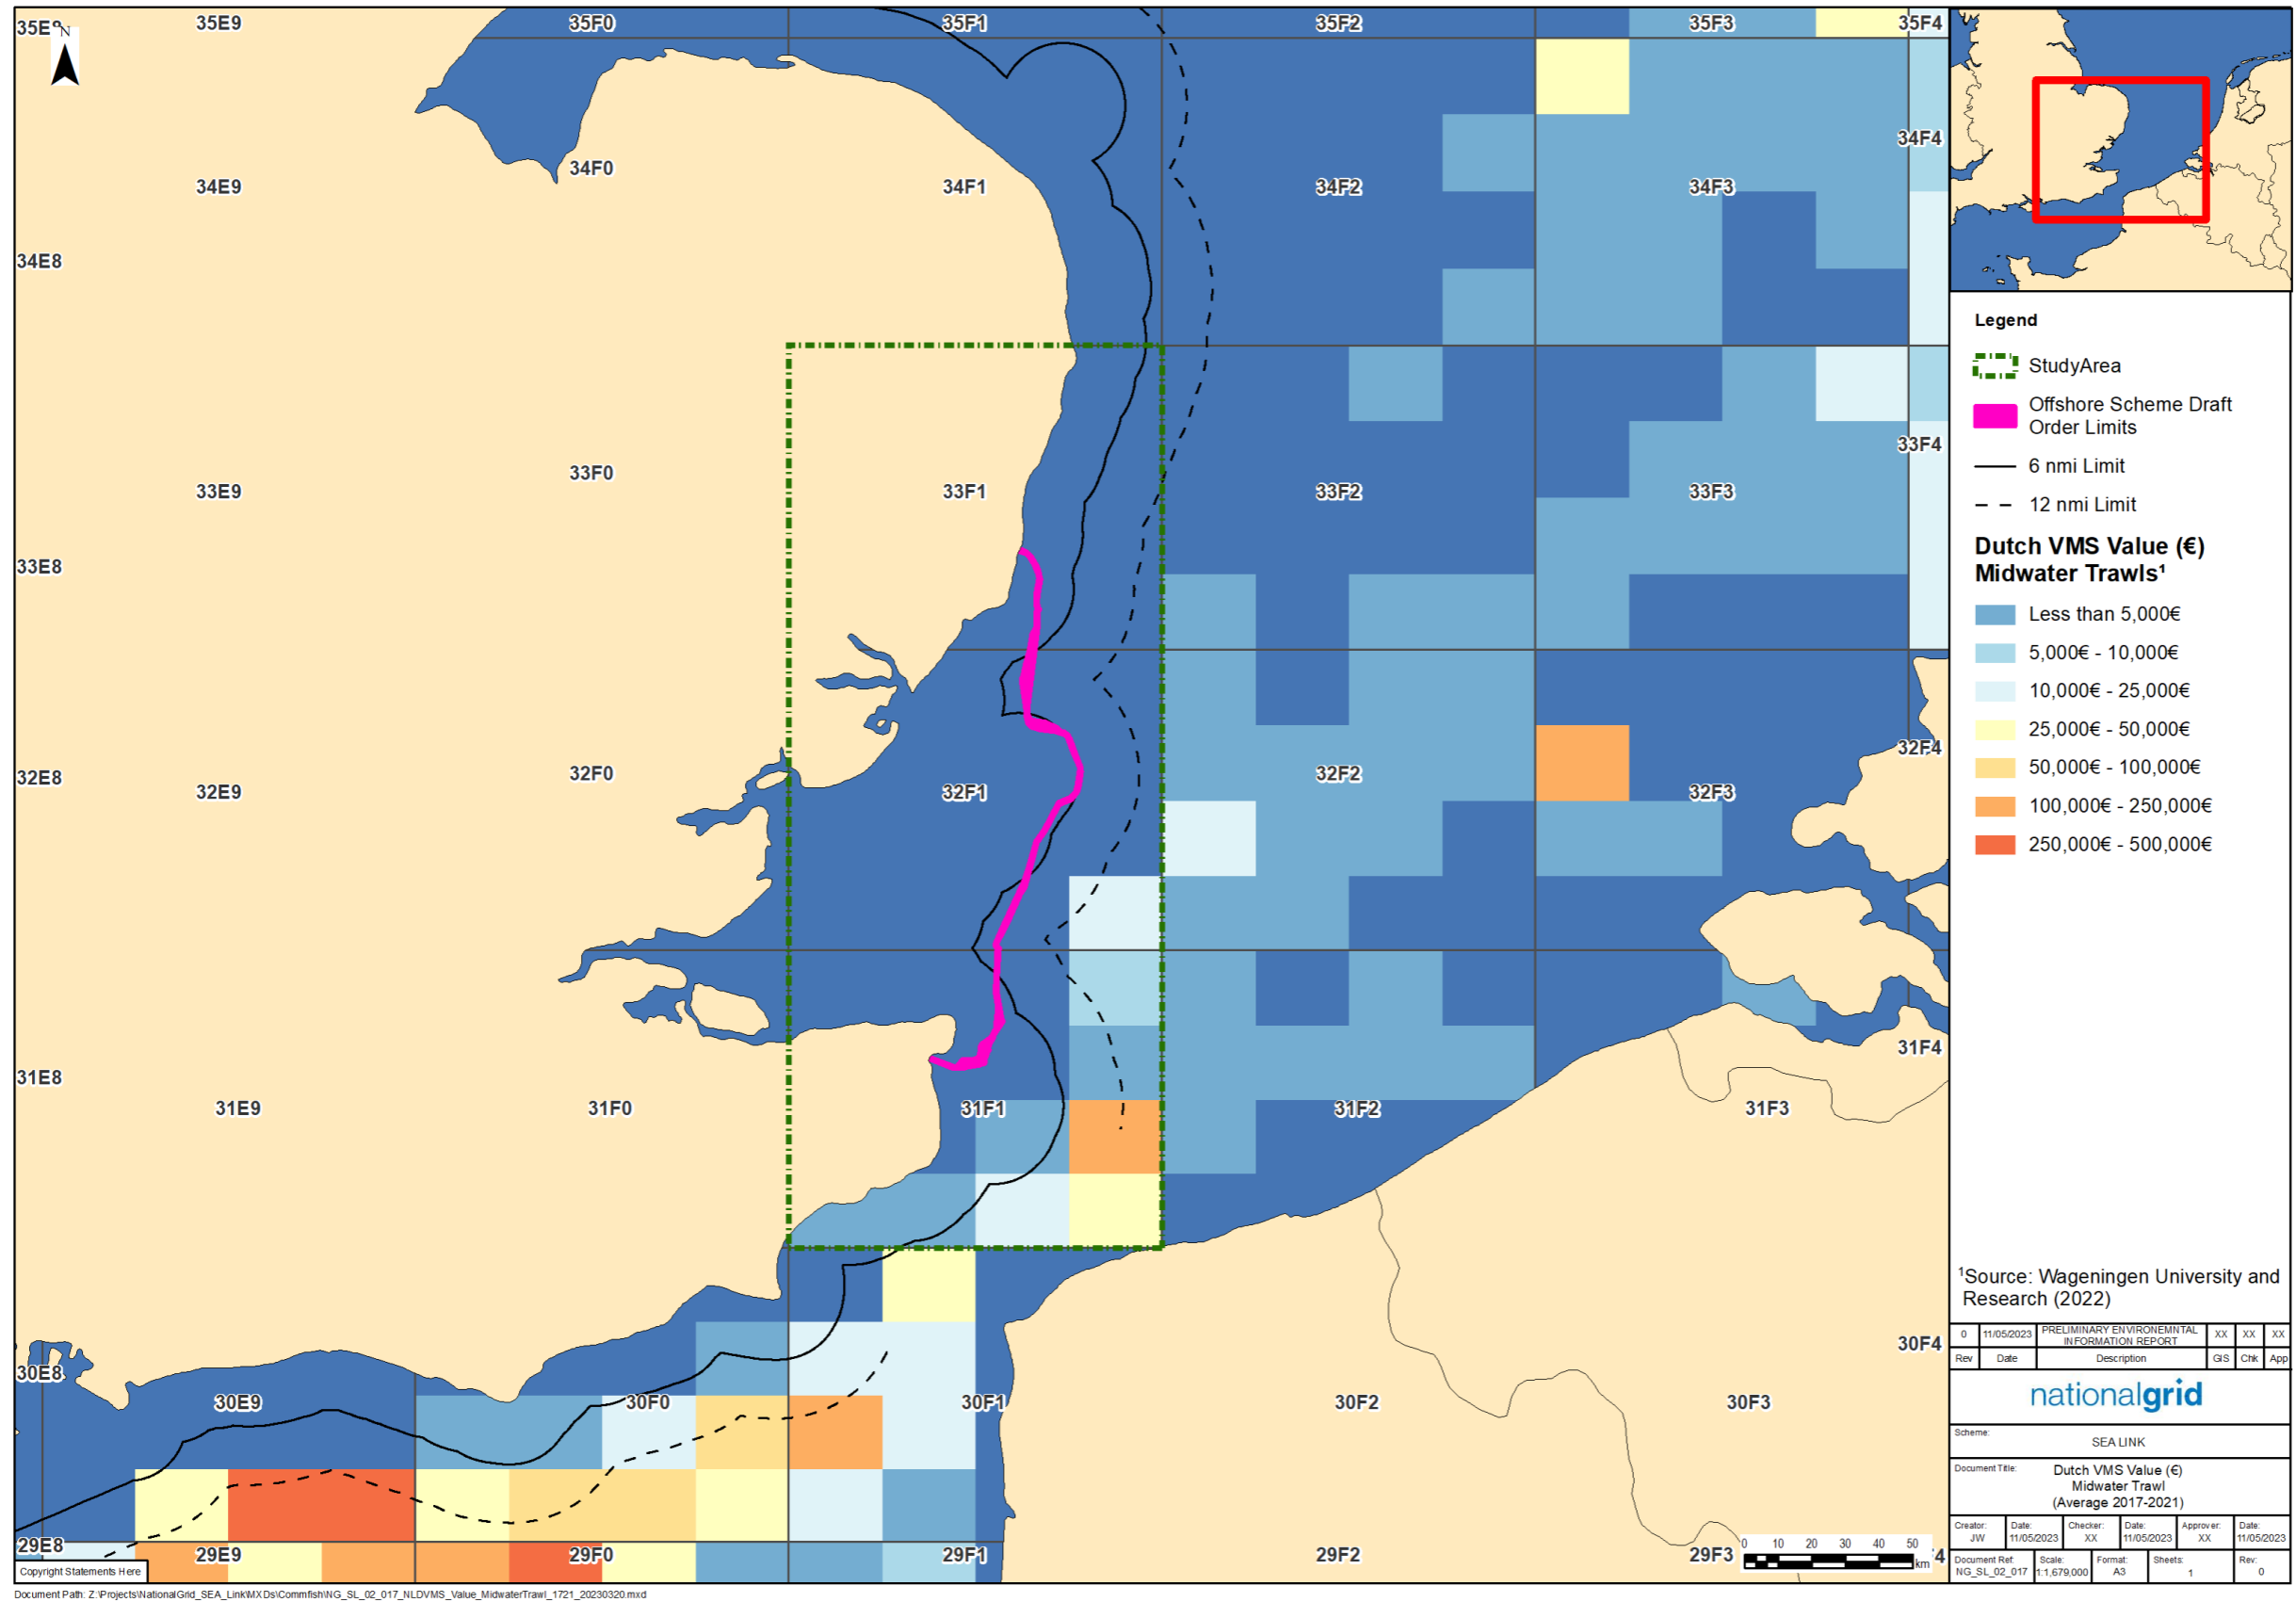 N
35E9
35E9
35F0
35F1
35F2
35F3
35F4
34E9
34F0
34F1
34F2
34F3
34F4
34E8
33E9
33F0
33F1
33F2
33F3
33F4
33E8
32E8
32E9
32F0
32F1
32F2
32F3
32F4
31E8
31E9
31F0
31F1
31F2
31F3
31F4
30E8
30E9
30F0
30F1
30F2
30F3
30F4
29E8
29E9
29F0
29F1
29F2
29F3
4
0 10 20 30 40 50
km
Copyright Statements Here
Legend
StudyArea
Offshore Scheme Draft
Order Limits
6 nmi Limit
12 nmi Limit
Dutch VMS Value (€)
Midwater Trawls¹
Less than 5,000€
5,000€ - 10,000€
10,000€ - 25,000€
25,000€ - 50,000€
50,000€ - 100,000€
100,000€ - 250,000€
250,000€ - 500,000€
¹Source: Wageningen University and
Research (2022)
0 11/05/2023 PRELIMINARY ENVIRONEMNTAL XX XX XX
INFORMATION REPORT
Rev Date Description GIS Chk App
nationalgrid
Scheme:
SEA LINK
Document Title: Dutch VMS Value (€)
Midwater Trawl
(Average 2017-2021)
Creator: Date: Checker: Date: Approver: Date:
JW 11/05/2023 XX 11/05/2023 XX 11/05/2023
Document Ref: Scale: Format: Sheets: Rev:
NG_SL_02_017 1:1,679,000 A3 1 0
Document Path: Z:\Projects\NationalGrid_SEA_Link\MXDs\Commfish\NG_SL_02_017_NLDVMS_Value_MidwaterTrawl_1721_20230320.mxd